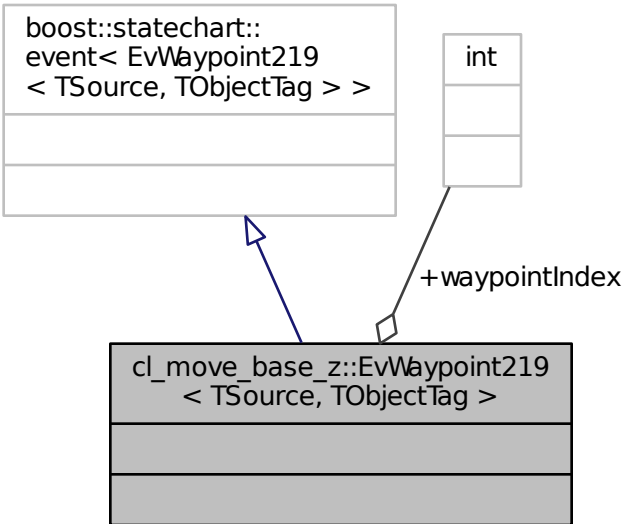 boost::statechart::
event< EvWaypoint219
< TSource, TObjectTag > >
int
+waypointIndex
cl_move_base_z::EvWaypoint219
< TSource, TObjectTag >